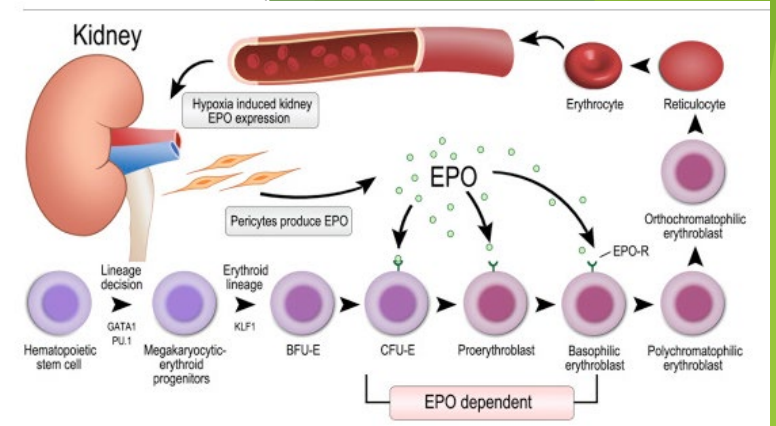 Kidney
Hypoxia induced kidney
EPO expression
Erythrocyte
Reticulocyte
EPO
Pericytes produce EPO
Orthochromatophilic
erythroblast
EPO-R
Lineage
decision
GATA1
PU.1
Erythroid
lineage
KLF1
Hematopoietic
stem cell
Megakaryocytic-
erythroid
progenitors
BFU-E
CFU-E
Proerythroblast
Basophilic
erythroblast
Polychromatophilic
erythroblast
EPO dependent